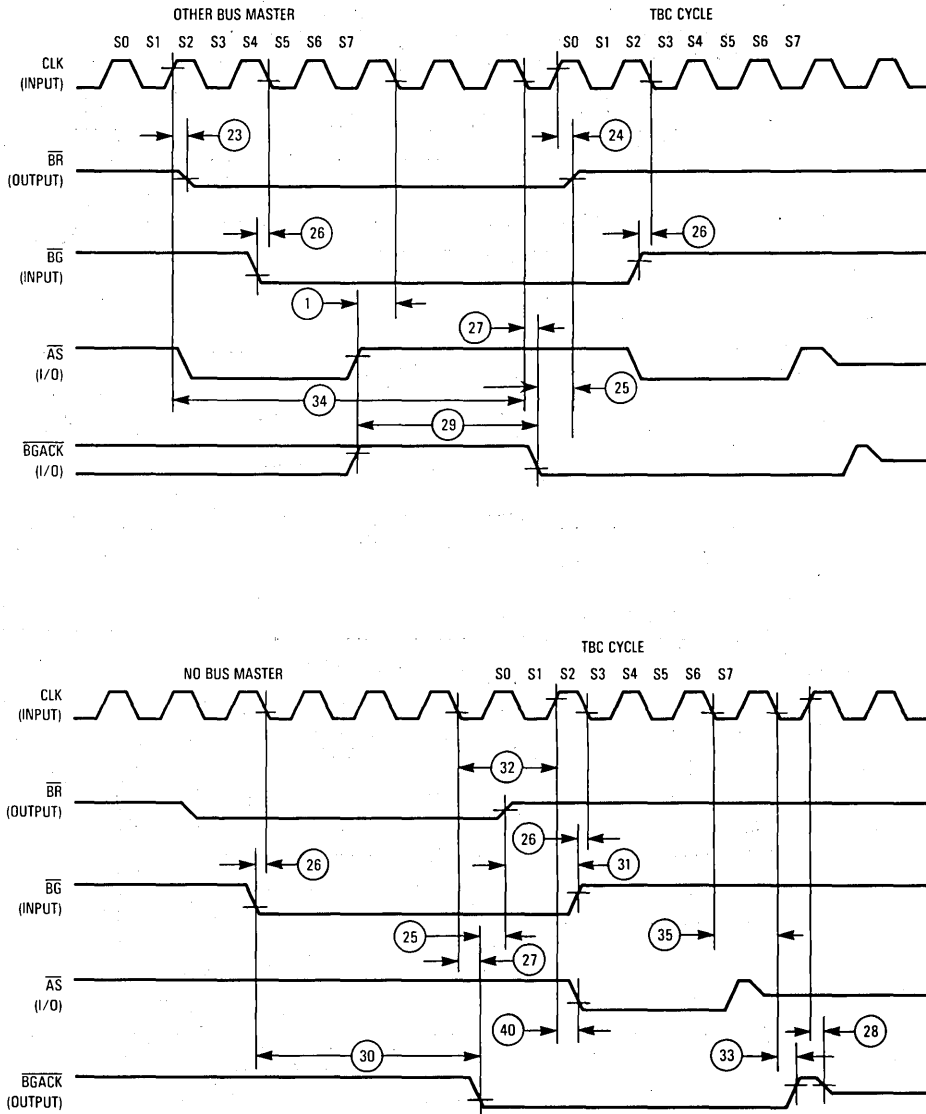 OTHER BUS MASTER TBC CYCLE
S0 S1 S2 S3 S4 S5 S6 S7 S0 S1 S2 S3 S4 S5 S6 S7
CLK
(INPUT)
23 24
BR
(OUTPUT)
26 26
BG
(INPUT)
1
27
AS
(I/O)
25
34
29
BGACK
(I/O)
TBC CYCLE
NO BUS MASTER S0 S1 S2 S3 S4 S5 S6 S7
CLK
(INPUT)
32
BR
(OUTPUT)
26
26 31
BG
(INPUT)
25 35
27
AS
(I/O)
40 28
30 33
BGACK
(OUTPUT)